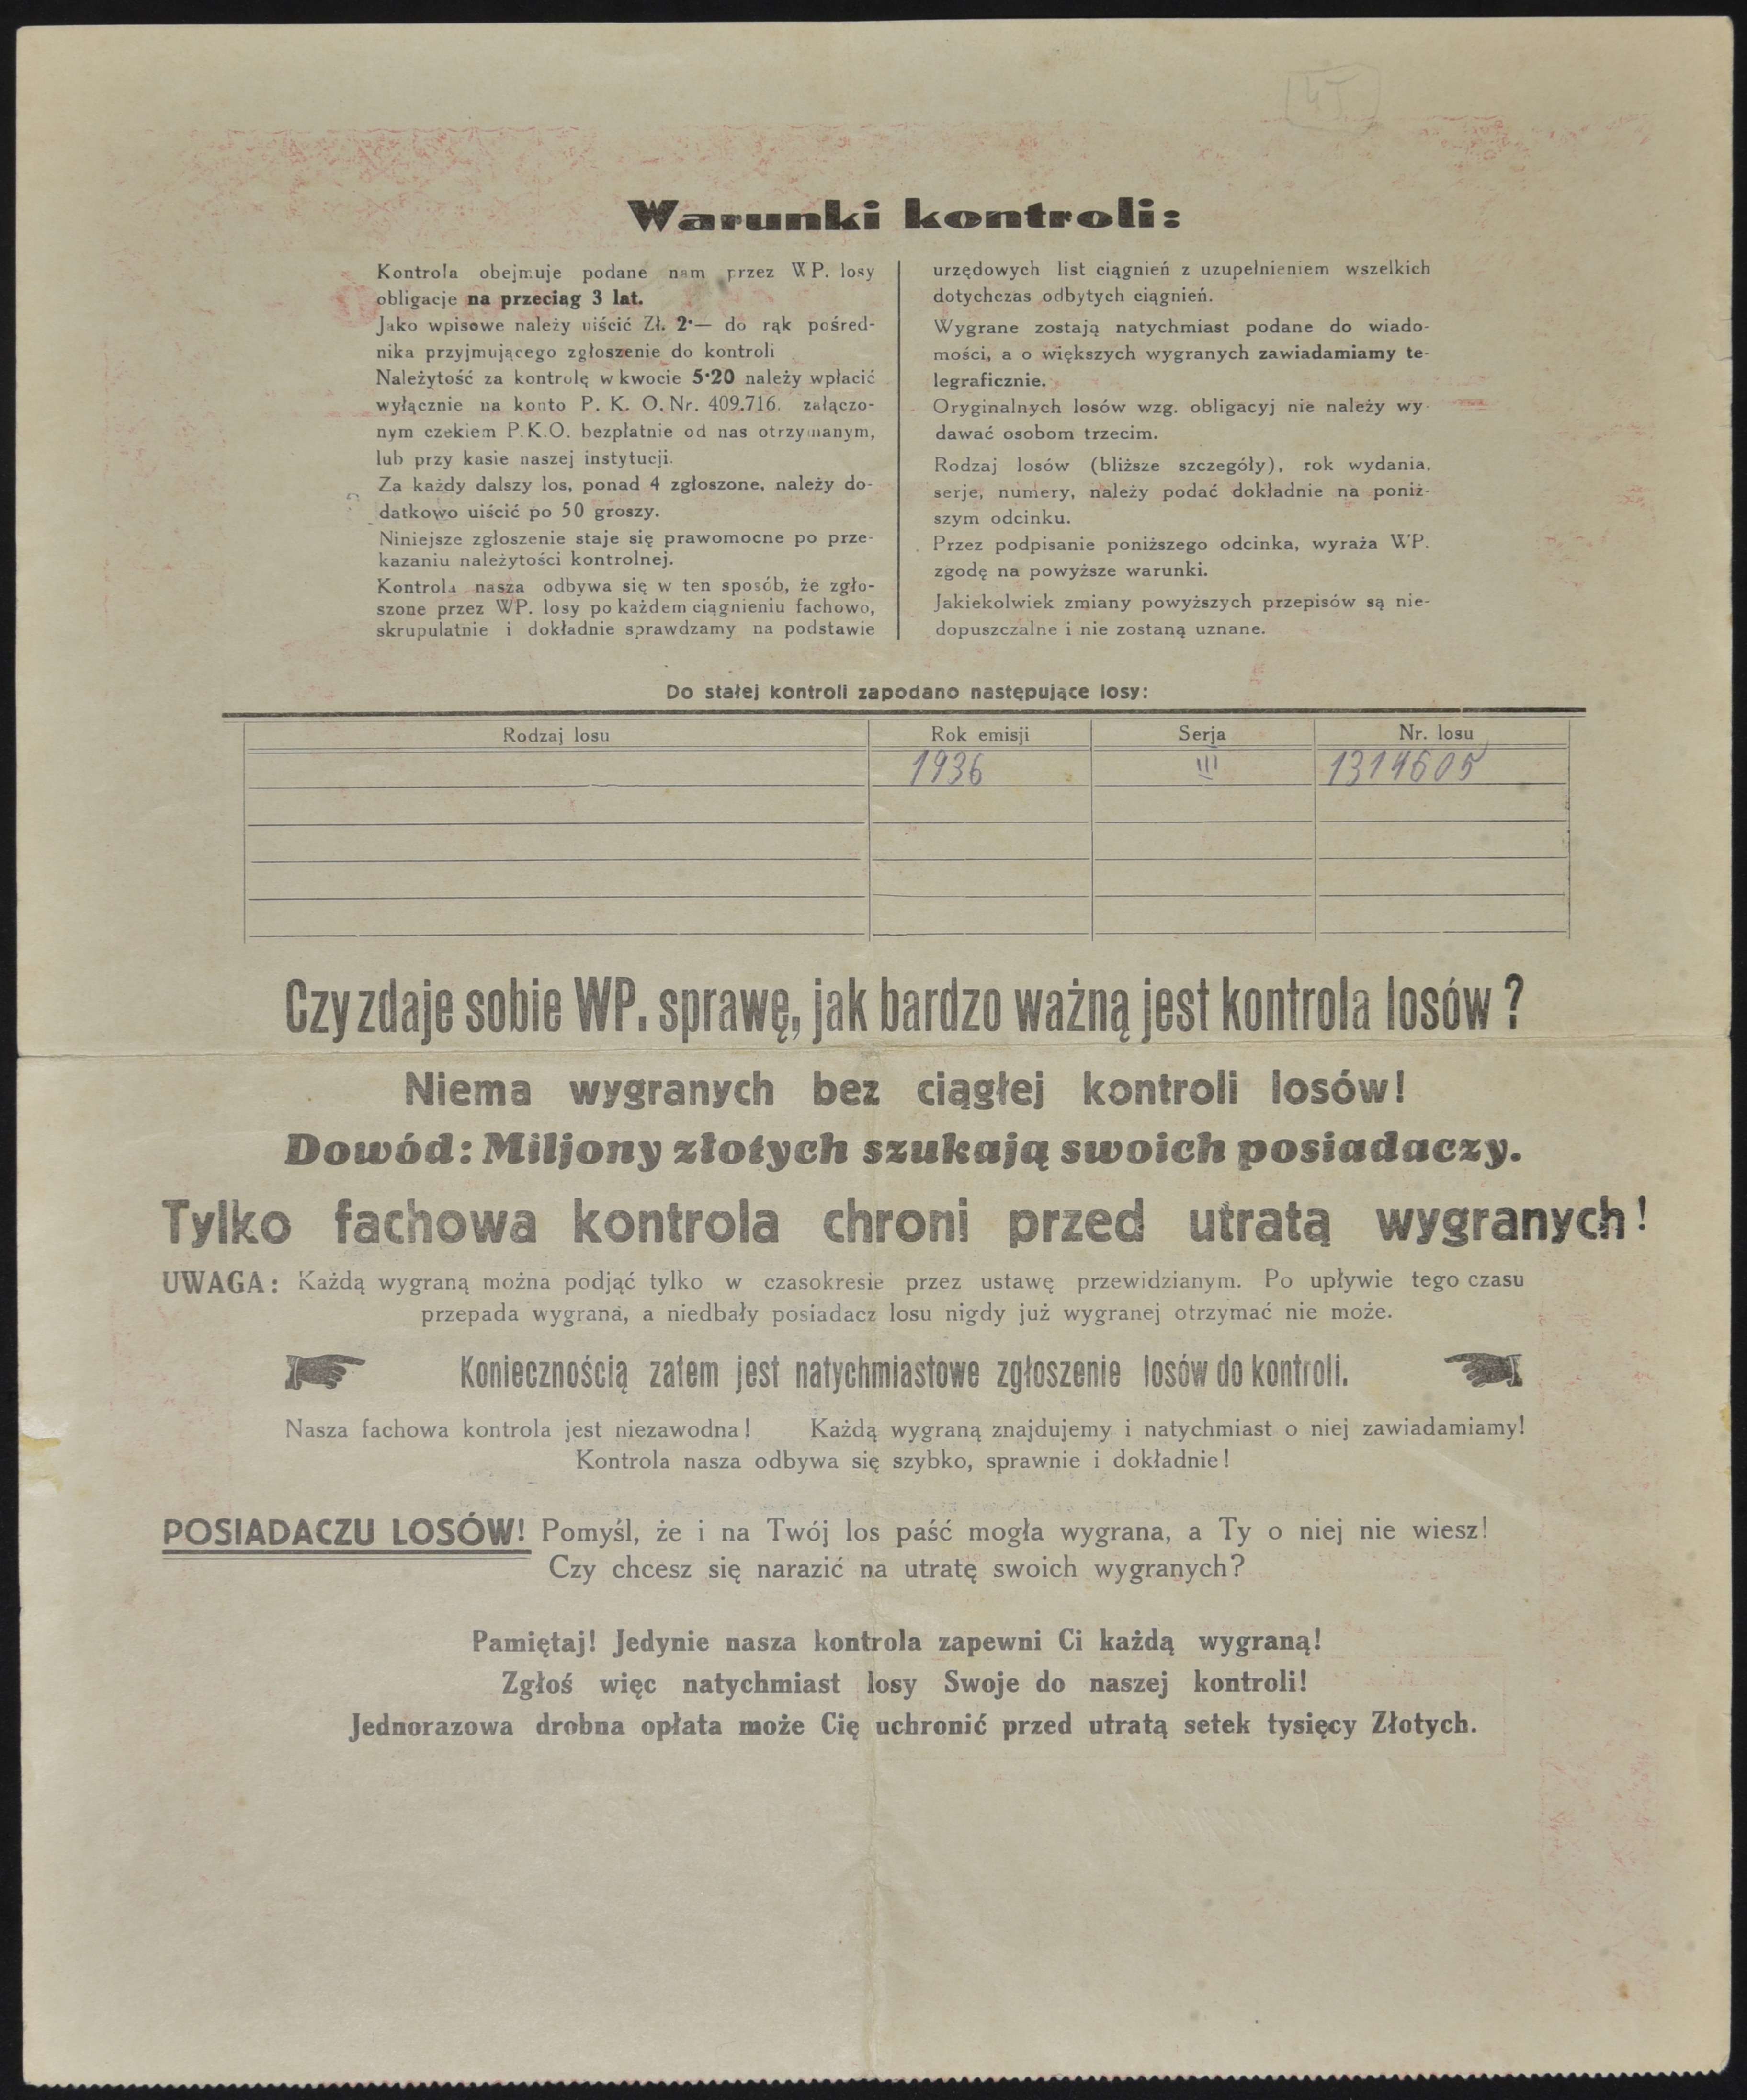 Warunki kontroli:
Kontrola obejmuje podane nam przez WP. losy
obligacje na przeciąg 3 lat.
Jako wpisowe należy uiścić Zł. 2·— do rąk pośred-
nika przyjmującego zgłoszenie do kontroli
Należytość za kontrolę w kwocie 5·20 należy wpłacić
wyłącznie na konto P. K. O. Nr. 409.716. załączo-
nym czekiem P.K.O. bezpłatnie od nas otrzymanym,
lub przy kasie naszej instytucji.
Za każdy dalszy los, ponad 4 zgłoszone, należy do-
datkowo uiścić po 50 groszy.
Niniejsze zgłoszenie staje się prawomocne po prze-
kazaniu należytości kontrolnej.
Kontrola nasza odbywa się w ten sposób, że zgło-
szone przez WP. losy po każdem ciągnieniu fachowo,
skrupulatnie i dokładnie sprawdzamy na podstawie
urzędowych list ciągnień z uzupełnieniem wszelkich
dotychczas odbytych ciągnień.
Wygrane zostają natychmiast podane do wiado-
mości, a o większych wygranych zawiadamiamy te-
legraficznie.
Oryginalnych losów wzg. obligacyj nie należy wy-
dawać osobom trzecim.
Rodzaj losów (bliższe szczegóły), rok wydania,
serje, numery, należy podać dokładnie na poniż-
szym odcinku.
Przez podpisanie poniższego odcinka, wyraża WP.
zgodę na powyższe warunki.
Jakiekolwiek zmiany powyższych przepisów są nie-
dopuszczalne i nie zostaną uznane.
Do stałej kontroli zapodano następujące losy:
Rodzaj losu Rok emisji Serja Nr. losu
1936 III 1314605
Czy zdaje sobie WP. sprawę, jak bardzo ważną jest kontrola losów ?
Niema wygranych bez ciągłej kontroli losów!
Dowód: Miljony złotych szukają swoich posiadaczy.
Tylko fachowa kontrola chroni przed utratą wygranych!
UWAGA: Każdą wygraną można podjąć tylko w czasokresie przez ustawę przewidzianym. Po upływie tego czasu
przepada wygrana, a niedbały posiadacz losu nigdy już wygranej otrzymać nie może.
Koniecznością zatem jest natychmiastowe zgłoszenie losów do kontroli.
Nasza fachowa kontrola jest niezawodna! Każdą wygraną znajdujemy i natychmiast o niej zawiadamiamy!
Kontrola nasza odbywa się szybko, sprawnie i dokładnie!
POSIADACZU LOSÓW! Pomyśl, że i na Twój los paść mogła wygrana, a Ty o niej nie wiesz!
Czy chcesz się narazić na utratę swoich wygranych?
Pamiętaj! Jedynie nasza kontrola zapewni Ci każdą wygraną!
Zgłoś więc natychmiast losy Swoje do naszej kontroli!
Jednorazowa drobna opłata może Cię uchronić przed utratą setek tysięcy Złotych.